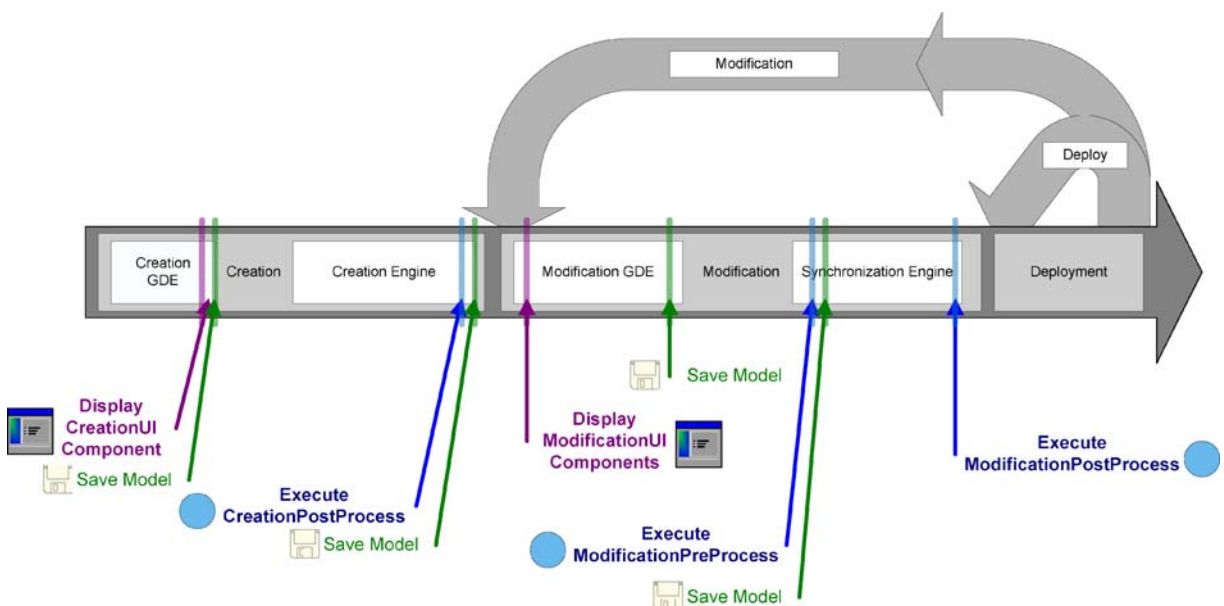 Modification
Deploy
Creation
GDE
Creation
Creation Engine
Modification GDE
Modification
Synchronization Engine
Deployment
Display
CreationUI
Component
Save Model
Execute
CreationPostProcess
Save Model
Display
ModificationUI
Components
Save Model
Execute
ModificationPreProcess
Save Model
Execute
ModificationPostProcess